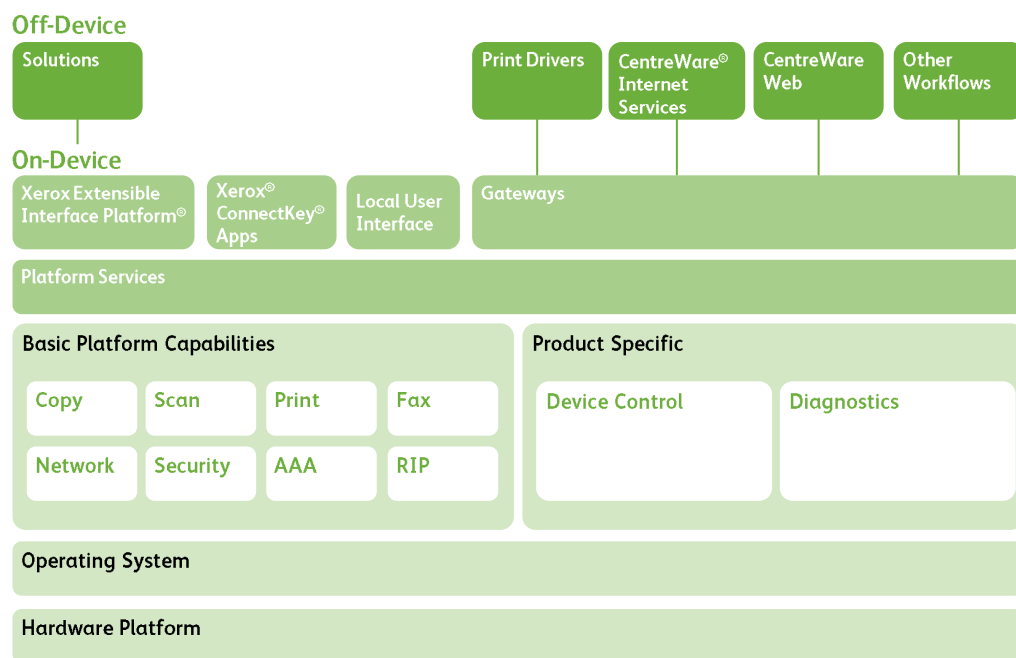 Off-Device
Solutions
Print Drivers
CentreWare®
Internet
Services
CentreWare
Web
Other
Workflows
On-Device
Xerox Extensible
Interface Platform®
Xerox®
ConnectKey®
Apps
Local User
Interface
Gateways
Platform Services
Basic Platform Capabilities
Copy
Scan
Print
Fax
Network
Security
AAA
RIP
Product Specific
Device Control
Diagnostics
Operating System
Hardware Platform